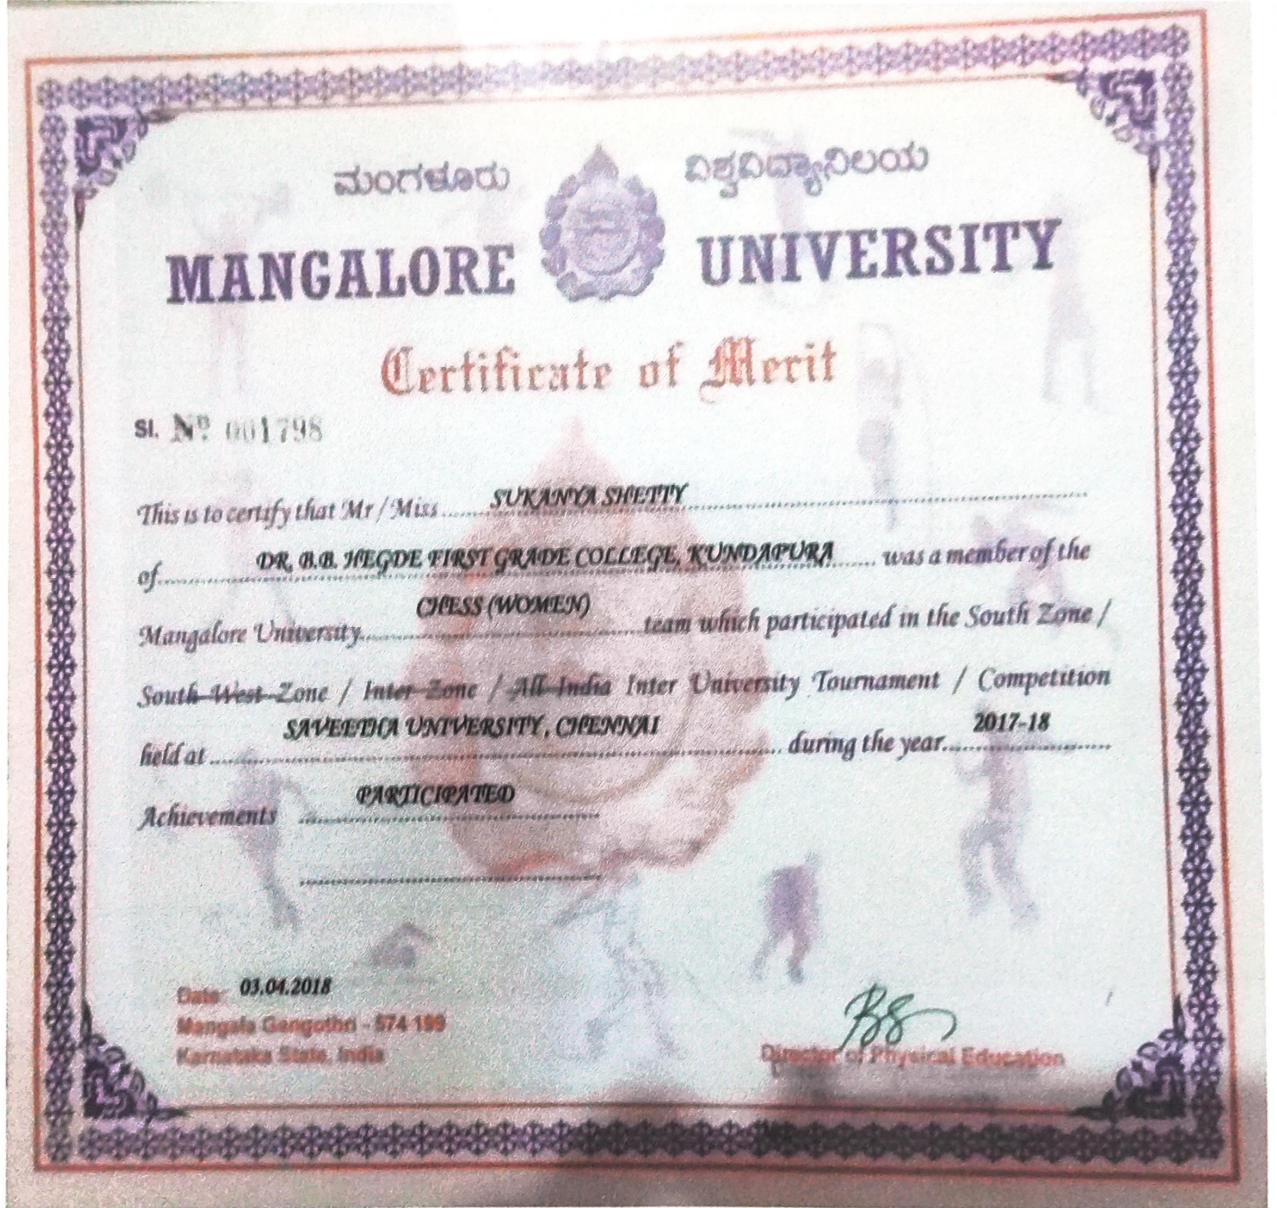 ಮಂಗಳೂರು ವಿಶ್ವವಿದ್ಯಾನಿಲಯ
MANGALORE UNIVERSITY
Certificate of Merit
Sl. Nº. 001798
This is to certify that Mr / Miss ...... SUKANYA SHETTY ......
of ...... DR. B.B. HEGDE FIRST GRADE COLLEGE, KUNDAPURA ...... was a member of the
Mangalore University ...... CHESS (WOMEN) ...... team which participated in the South Zone /
South West Zone / Inter Zone / All India Inter University Tournament / Competition
held at ...... SAVEETHA UNIVERSITY, CHENNAI ...... during the year ...... 2017-18 ......
Achievements ...... PARTICIPATED ......
Date: 03.04.2018
Mangala Gangothri - 574 199
Karnataka State, India
Director of Physical Education